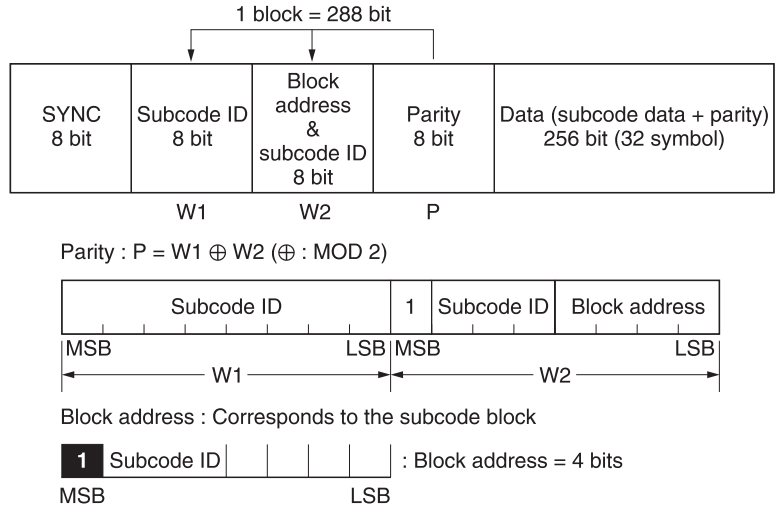 1 block = 288 bit
SYNC
8 bit
Subcode ID
8 bit
Block
address
&
subcode ID
8 bit
Parity
8 bit
Data (subcode data + parity)
256 bit (32 symbol)
W1
W2
P
Parity : P = W1 ⊕ W2 (⊕ : MOD 2)
Subcode ID
1
Subcode ID
Block address
MSB
LSB
MSB
LSB
W1
W2
Block address : Corresponds to the subcode block
1
Subcode ID
: Block address = 4 bits
MSB
LSB